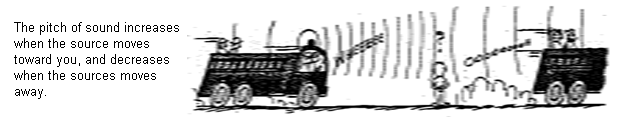 The pitch of sound increases
when the source moves
toward you, and decreases
when the sources moves
away.